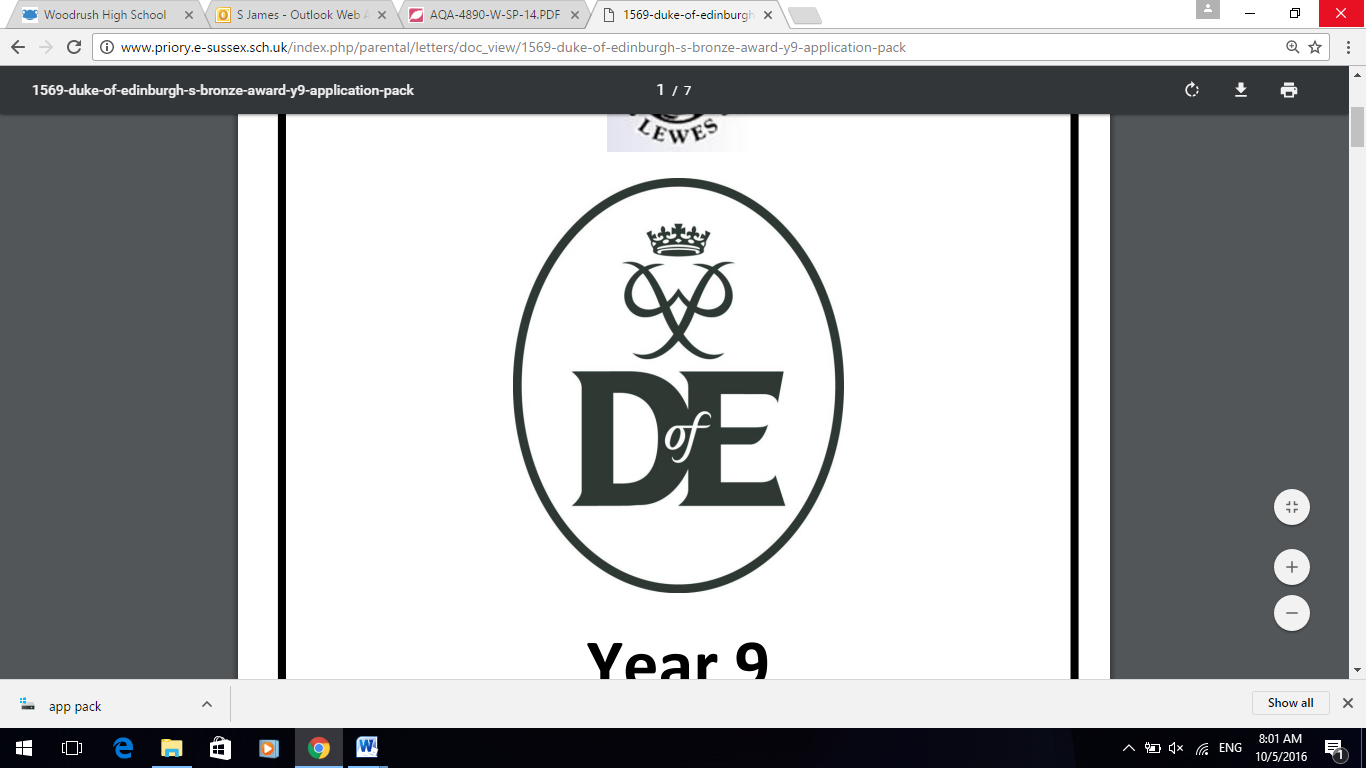 Woodrush High School
S James - Outlook Web A
AQA-4890-W-SP-14.PDF
1569-duke-of-edinburgh
www.priory.e-sussex.sch.uk/index.php/parental/letters/doc_view/1569-duke-of-edinburgh-s-bronze-award-y9-application-pack
1569-duke-of-edinburgh-s-bronze-award-y9-application-pack
1 / 7
LEWES
D of E
Year 9
app pack
Show all
ENG
8:01 AM
10/5/2016
1